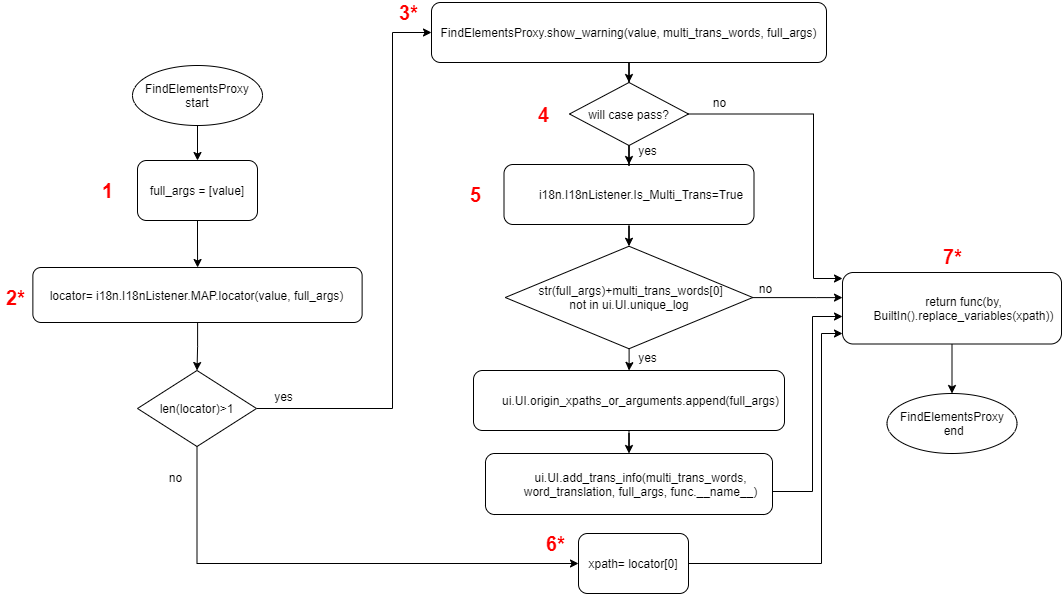 3*
FindElementsProxy.show_warning(value, multi_trans_words, full_args)
FindElementsProxy
start
4
will case pass?
no
yes
1
full_args = [value]
5
i18n.I18nListener.Is_Multi_Trans=True
7*
2*
locator= i18n.I18nListener.MAP.locator(value, full_args)
str(full_args)+multi_trans_words[0]
not in ui.UI.unique_log
no
yes
return func(by,
BuiltIn().replace_variables(xpath))
len(locator)>1
yes
no
ui.UI.origin_xpaths_or_arguments.append(full_args)
FindElementsProxy
end
ui.UI.add_trans_info(multi_trans_words,
word_translation, full_args, func.__name__)
6*
xpath= locator[0]